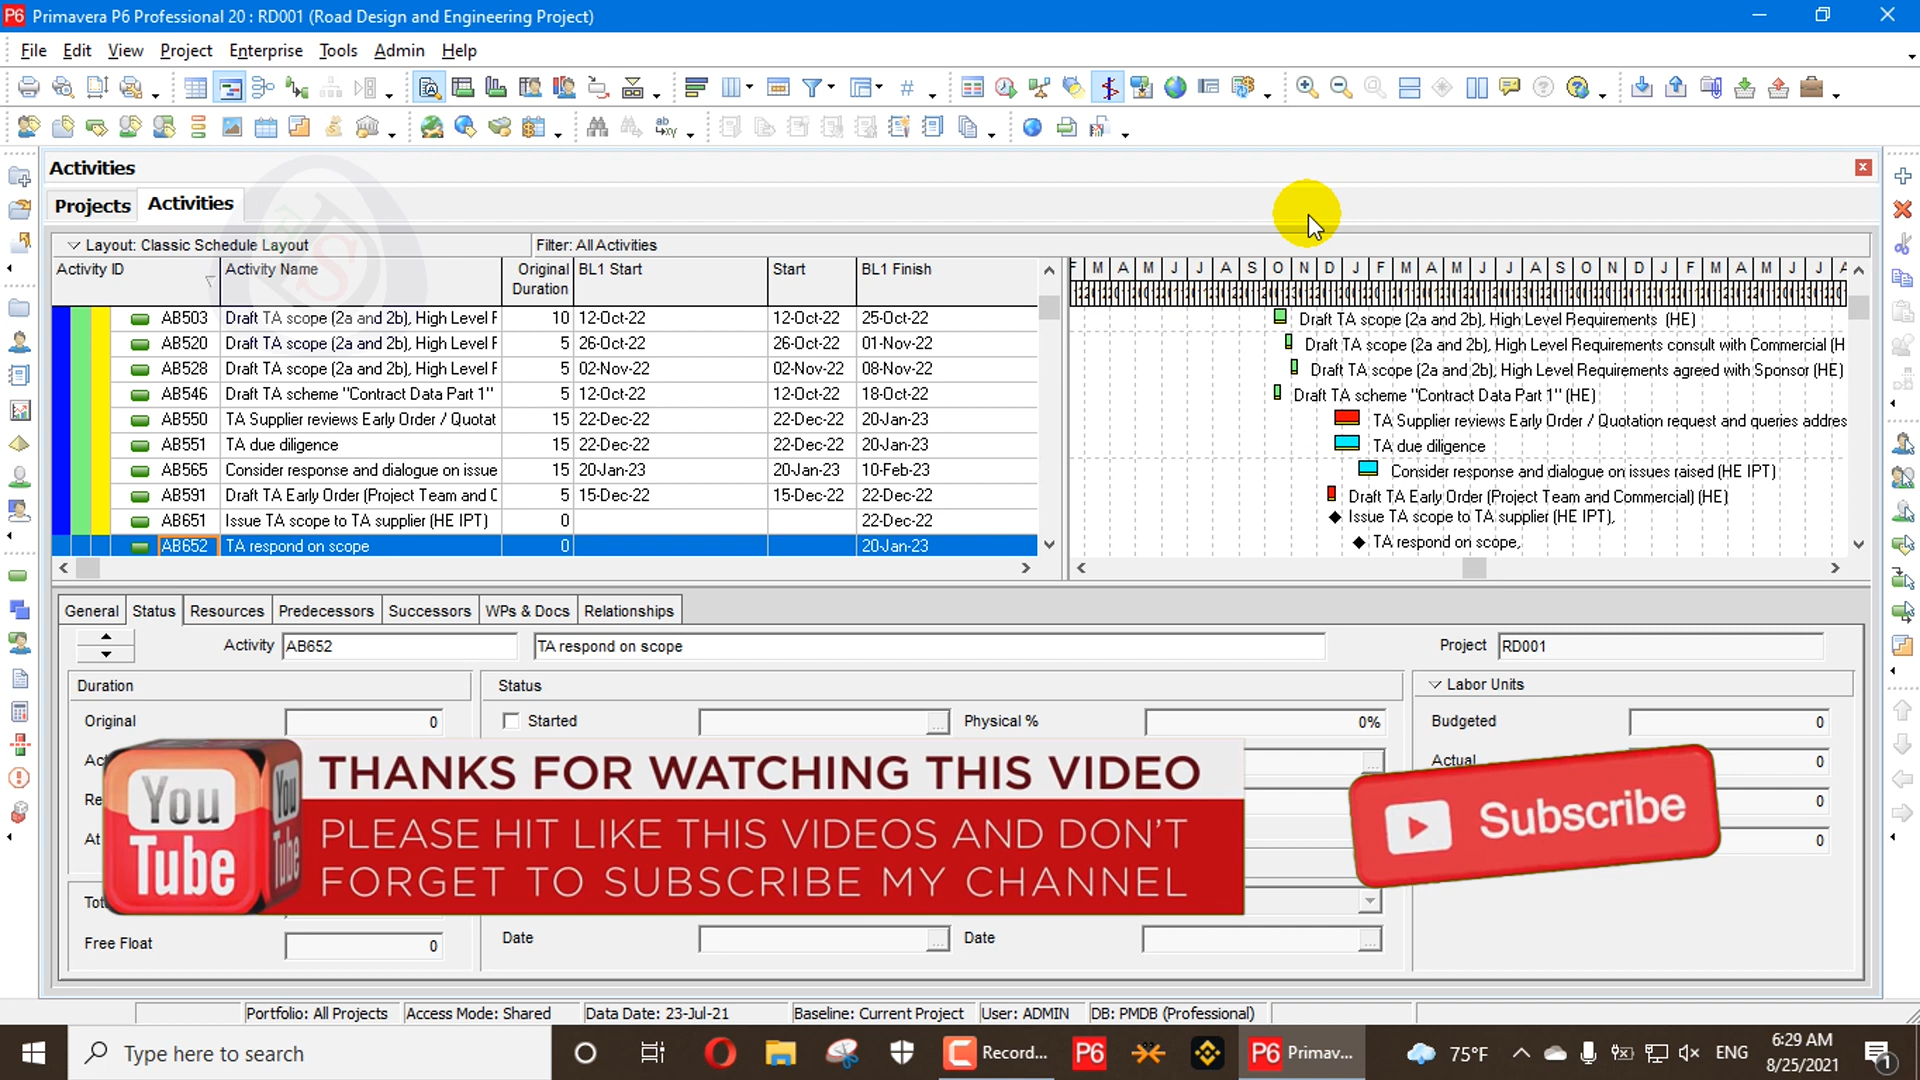 Primavera P6 Professional 20 : RD001 (Road Design and Engineering Project)
File Edit View Project Enterprise Tools Admin Help
Activities
Projects Activities
Layout: Classic Schedule Layout Filter: All Activities
Activity ID Activity Name Original Duration BL1 Start Start BL1 Finish
F M A M J J A S O N D J F M A M J J A S O N D J F M A M J J A
AB503 Draft TA scope (2a and 2b), High Level F 10 12-Oct-22 12-Oct-22 25-Oct-22 Draft TA scope (2a and 2b), High Level Requirements (HE)
AB520 Draft TA scope (2a and 2b), High Level F 5 26-Oct-22 26-Oct-22 01-Nov-22 Draft TA scope (2a and 2b), High Level Requirements consult with Commercial (H
AB528 Draft TA scope (2a and 2b), High Level F 5 02-Nov-22 02-Nov-22 08-Nov-22 Draft TA scope (2a and 2b), High Level Requirements agreed with Sponsor (HE)
AB546 Draft TA scheme "Contract Data Part 1" 5 12-Oct-22 12-Oct-22 18-Oct-22 Draft TA scheme "Contract Data Part 1" (HE)
AB550 TA Supplier reviews Early Order / Quotat 15 22-Dec-22 22-Dec-22 20-Jan-23 TA Supplier reviews Early Order / Quotation request and queries addres
AB551 TA due diligence 15 22-Dec-22 22-Dec-22 20-Jan-23 TA due diligence
AB565 Consider response and dialogue on issue 15 20-Jan-23 20-Jan-23 10-Feb-23 Consider response and dialogue on issues raised (HE IPT)
AB591 Draft TA Early Order (Project Team and C 5 15-Dec-22 15-Dec-22 22-Dec-22 Draft TA Early Order (Project Team and Commercial) (HE)
AB651 Issue TA scope to TA supplier (HE IPT) 0 22-Dec-22 Issue TA scope to TA supplier (HE IPT),
AB652 TA respond on scope 0 20-Jan-23 TA respond on scope,
General Status Resources Predecessors Successors WPs & Docs Relationships
Activity AB652 TA respond on scope Project RD001
Duration Status Labor Units
Original 0 Started Physical % 0% Budgeted 0
Ac Actual 0
Re 0
At 0
Tot
Free Float 0 Date Date
You Tube
You Tube
THANKS FOR WATCHING THIS VIDEO
PLEASE HIT LIKE THIS VIDEOS AND DON'T
FORGET TO SUBSCRIBE MY CHANNEL
Subscribe
Portfolio: All Projects Access Mode: Shared Data Date: 23-Jul-21 Baseline: Current Project User: ADMIN DB: PMDB (Professional)
Type here to search Record... P6 P6 Primav... 75°F ENG 6:29 AM
8/25/2021 1